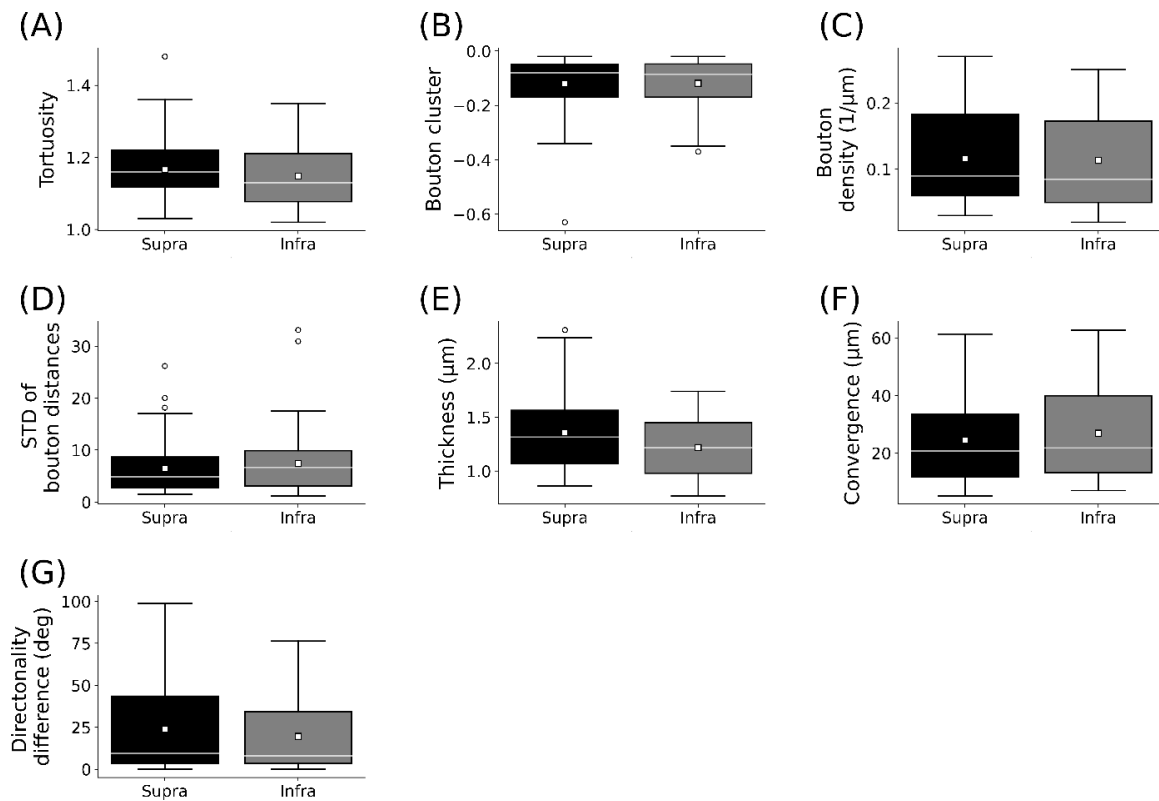 (A)
Tortuosity
1.4
1.2
1.0
Supra Infra
(B)
Bouton cluster
0.0
−0.2
−0.4
−0.6
Supra Infra
(C)
Bouton
density (1/μm)
0.2
0.1
Supra Infra
(D)
STD of
bouton distances
30
20
10
0
Supra Infra
(E)
Thickness (μm)
2.0
1.5
1.0
Supra Infra
(F)
Convergence (μm)
60
40
20
Supra Infra
(G)
Directonality
difference (deg)
100
75
50
25
0
Supra Infra